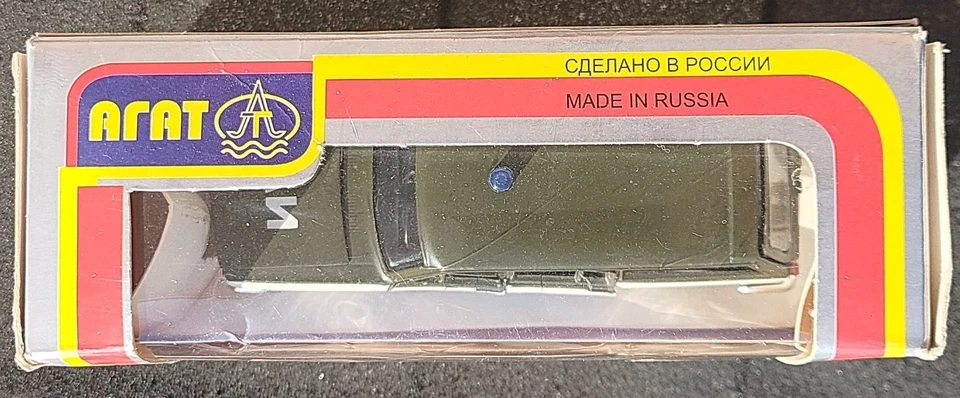 АГАТ
СДЕЛАНО В РОССИИ
MADE IN RUSSIA